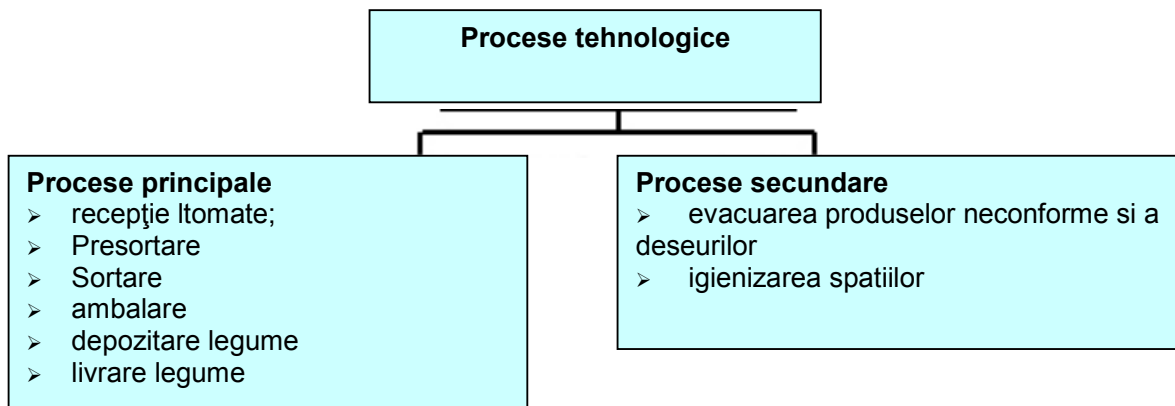 Procese tehnologice
Procese principale
➢ recepţie ltomate;
➢ Presortare
➢ Sortare
➢ ambalare
➢ depozitare legume
➢ livrare legume
Procese secundare
➢ evacuarea produselor neconforme si a
deseurilor
➢ igienizarea spatiilor